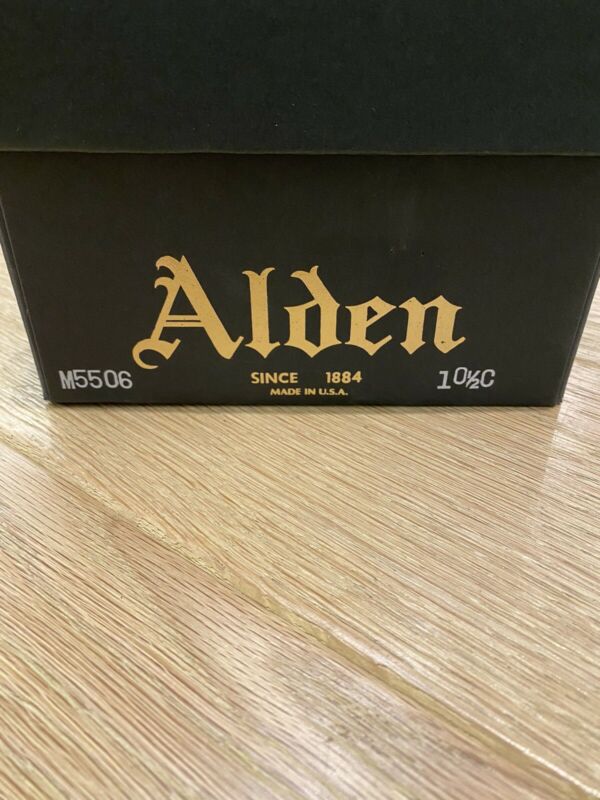 Alden
M5506 SINCE 1884 10½C
MADE IN U.S.A.